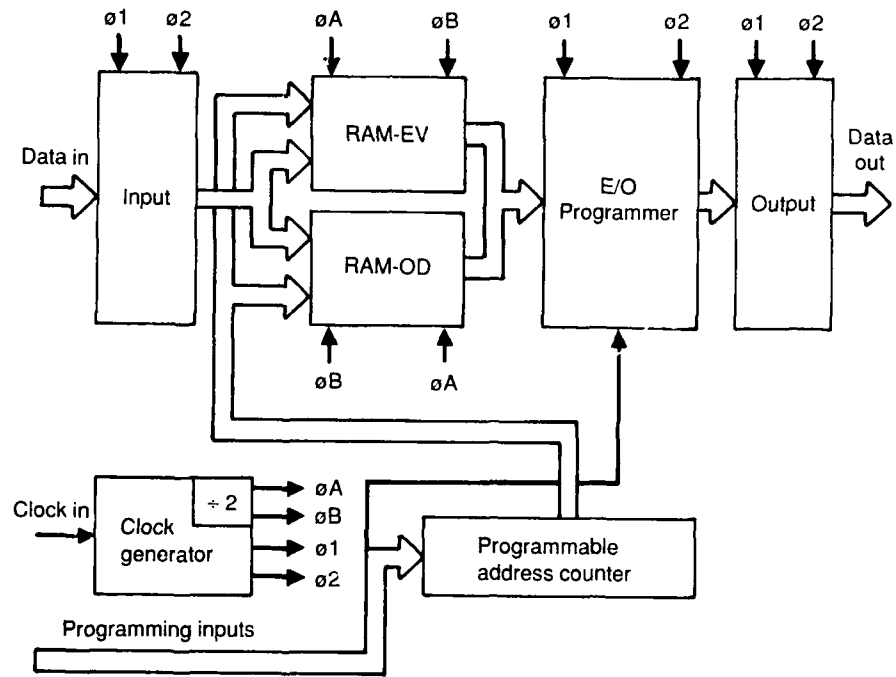 ø1 ø2 øA øB ø1 ø2 ø1 ø2
Data in
Input
RAM-EV
RAM-OD
E/O
Programmer
Output
Data
out
øB øA
Clock in
Clock
generator
÷ 2
øA
øB
ø1
ø2
Programmable
address counter
Programming inputs